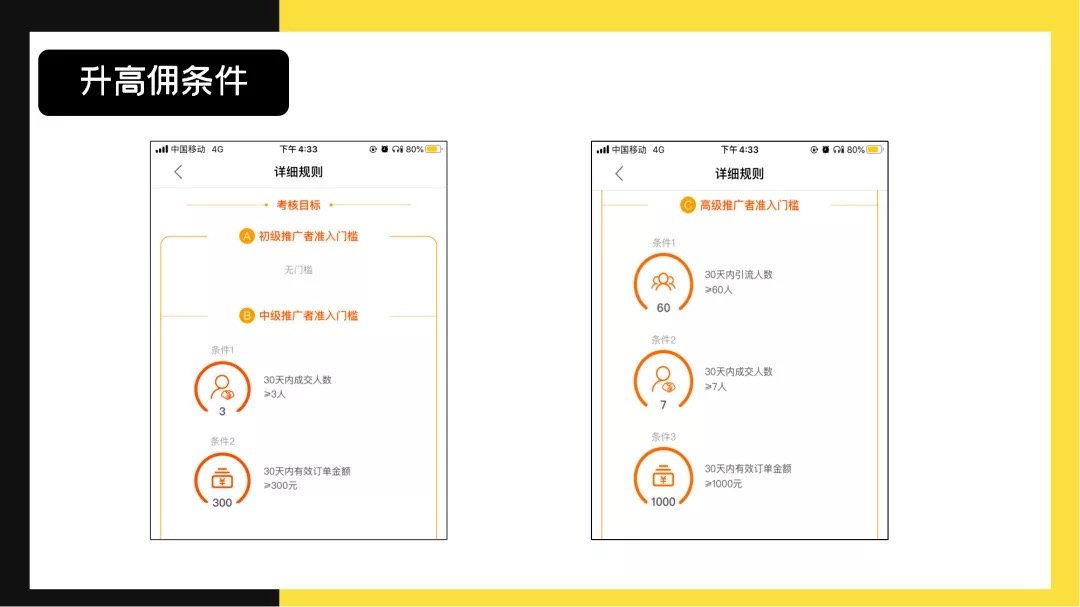 升高佣条件
中国移动 4G 下午4:33 80%
详细规则
考核目标
A 初级推广者准入门槛
无门槛
B 中级推广者准入门槛
条件1
3
30天内成交人数
≥3人
条件2
300
30天内有效订单金额
≥300元
中国移动 4G 下午4:33 80%
详细规则
C 高级推广者准入门槛
条件1
60
30天内引流人数
≥60人
条件2
7
30天内成交人数
≥7人
条件3
1000
30天内有效订单金额
≥1000元